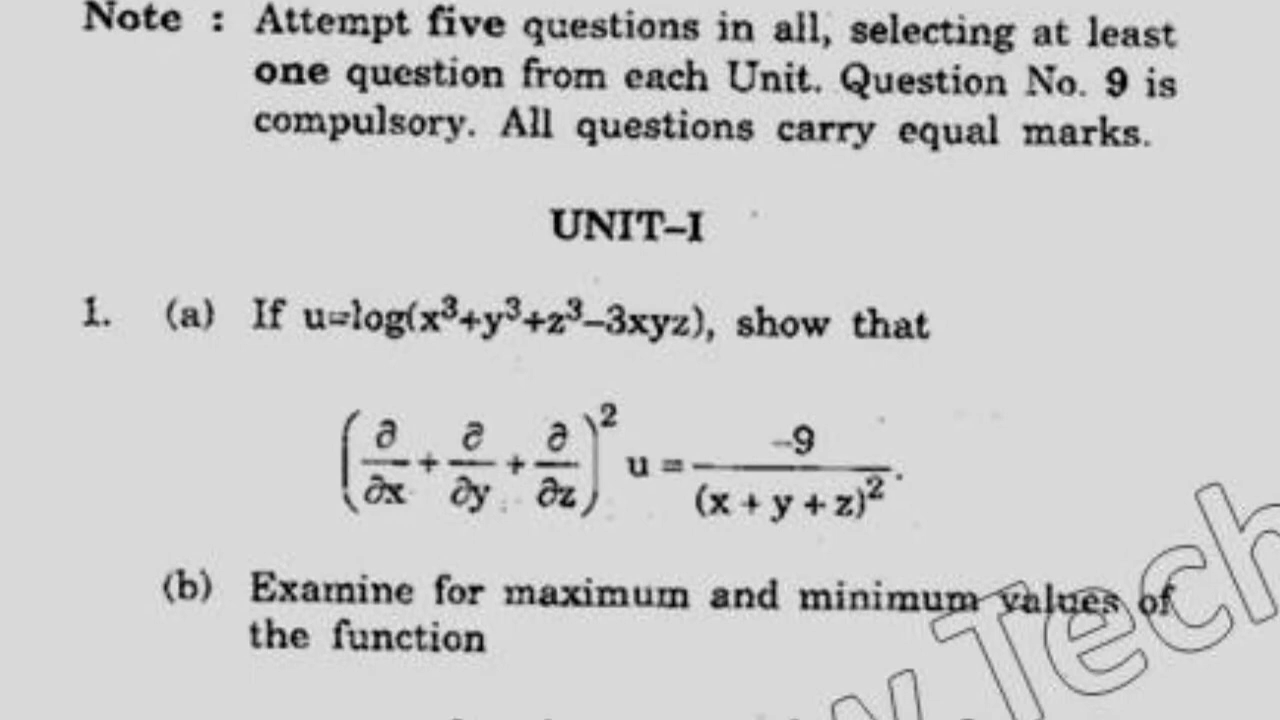 Note : Attempt five questions in all, selecting at least
one question from each Unit. Question No. 9 is
compulsory. All questions carry equal marks.
UNIT–I
1. (a) If u=log(x³+y³+z³–3xyz), show that
(∂/∂x + ∂/∂y + ∂/∂z)² u = -9/(x + y + z)².
(b) Examine for maximum and minimum values of
the function
w.Tech